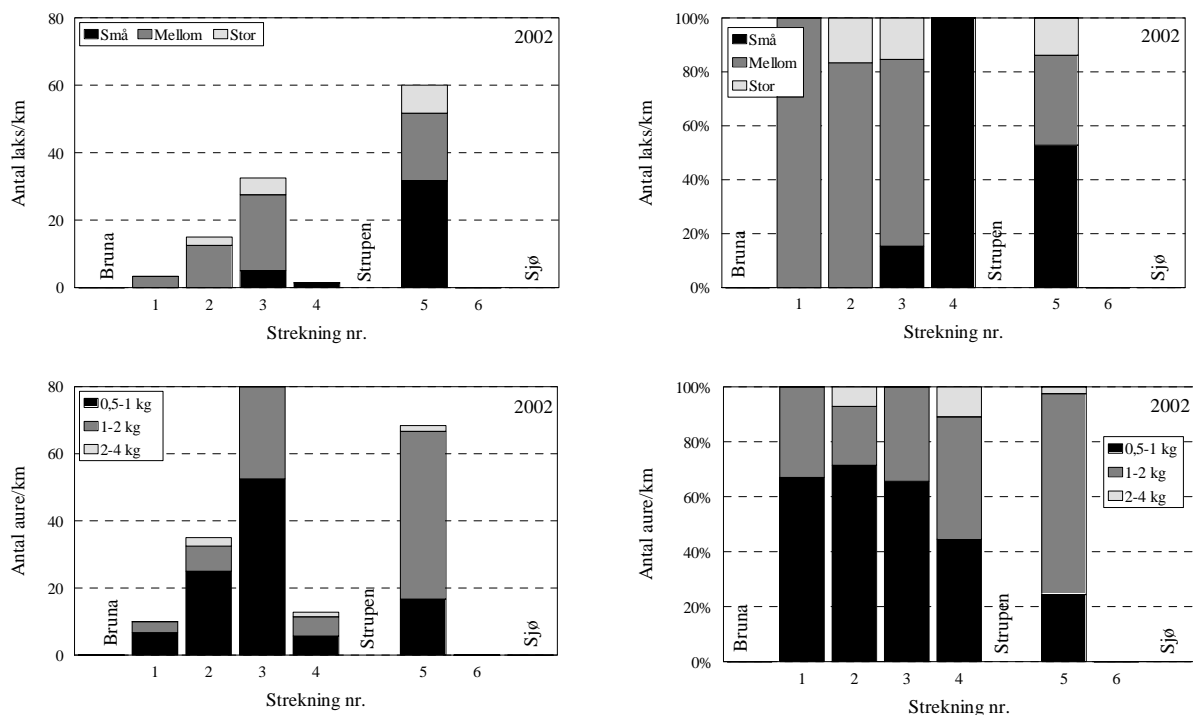 80
60
40
20
0
Antal laks/km
Små Mellom Stor
2002
Bruna
Strupen
Sjø
1 2 3 4 5 6
Strekning nr.
100%
80%
60%
40%
20%
0%
Antal laks/km
Små
Mellom
Stor
2002
Bruna
Strupen
Sjø
1 2 3 4 5 6
Strekning nr.
80
60
40
20
0
Antal aure/km
0,5-1 kg
1-2 kg
2-4 kg
2002
Bruna
Strupen
Sjø
1 2 3 4 5 6
Strekning nr.
100%
80%
60%
40%
20%
0%
Antal aure/km
2002
0,5-1 kg
1-2 kg
2-4 kg
Bruna
Strupen
Sjø
1 2 3 4 5 6
Strekning nr.